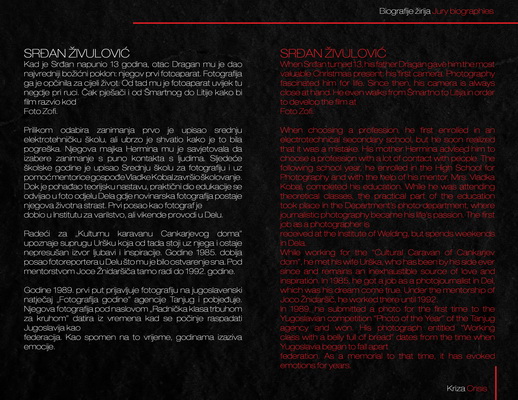 Biografije žirija Jury biographies
SRĐAN ŽIVULOVIĆ
Kad je Srđan napunio 13 godina, otac Dragan mu je dao
najvredniji božićni poklon: njegov prvi fotoaparat. Fotografija
ga je općinila za cijeli život: Od tad mu je fotoaparat uvijek tu
negdje pri ruci. Čak pješači i od Šmartnog do Litije kako bi
film razvio kod
Foto Zofi.
Prilikom odabira zanimanja prvo je upisao srednju
elektrotehničku školu, ali ubrzo je shvatio kako je to bila
pogreška. Njegova majka Hermina mu je savjetovala da
izabere zanimanje s puno kontakta s ljudima. Sljedeće
školske godine je upisao Srednju školu za fotografiju i uz
pomoć mentorice gospođe Vladke Kobal završio školovanje.
Dok je pohađao teorijsku nastavu, praktični dio edukacije se
odvijao u foto odjelu Dela gdje novinarska fotografija postaje
njegova životna strast. Prvi posao kao fotograf je
dobio u Institutu za varilstvo, ali vikende provodi u Delu.
Radeći za „Kulturnu karavanu Cankarjevog doma"
upoznaje suprugu Uršku koja od tada stoji uz njega i ostaje
nepresušan izvor ljubavi i inspiracije. Godine 1985. dobija
posao fotoreportera u Delu što mu je bilo ostvarenje sna. Pod
mentorstvom Joce Žnidaršiča tamo radi do 1992. godine.
Godine 1989. prvi put prijavljuje fotografiju na jugoslavenski
natječaj „Fotografija godine" agencije Tanjug i pobjeđuje.
Njegova fotografija pod naslovom „Radnička klasa trbuhom
za kruhom" datira iz vremena kad se počinje raspadati
Jugoslavija kao
federacija. Kao spomen na to vrijeme, godinama izaziva
emocije.
SRĐAN ŽIVULOVIĆ
When Srđan turned 13, his father Dragan gave him the most
valuable Christmas present, his first camera. Photography
fascinated him for life. Since then, his camera is always
close at hand. He even walks from Šmartno to Litija in order
to develop the film at
Foto Zofi.
When choosing a profession, he first enrolled in an
electrotechnical secondary school, but he soon realized
that it was a mistake. His mother Hermina advised him to
choose a profession with a lot of contact with people. The
following school year, he enrolled in the High School for
Photography and with the help of his mentor, Mrs. Vladka
Kobal, completed his education. While he was attending
theoretical classes, the practical part of the education
took place in the Department's photo department, where
journalistic photography became his life's passion. The first
job as a photographer is
received at the Institute of Welding, but spends weekends
in Dela.
While working for the "Cultural Caravan of Cankarjev
dom", he met his wife Urška, who has been by his side ever
since and remains an inexhaustible source of love and
inspiration. In 1985, he got a job as a photojournalist in Del,
which was his dream come true. Under the mentorship of
Joco Žnidaršič, he worked there until 1992.
In 1989, he submitted a photo for the first time to the
Yugoslavian competition "Photo of the Year" of the Tanjug
agency and won. His photograph entitled "Working
class with a belly full of bread" dates from the time when
Yugoslavia began to fall apart
federation. As a memorial to that time, it has evoked
emotions for years.
Kriza Crisis